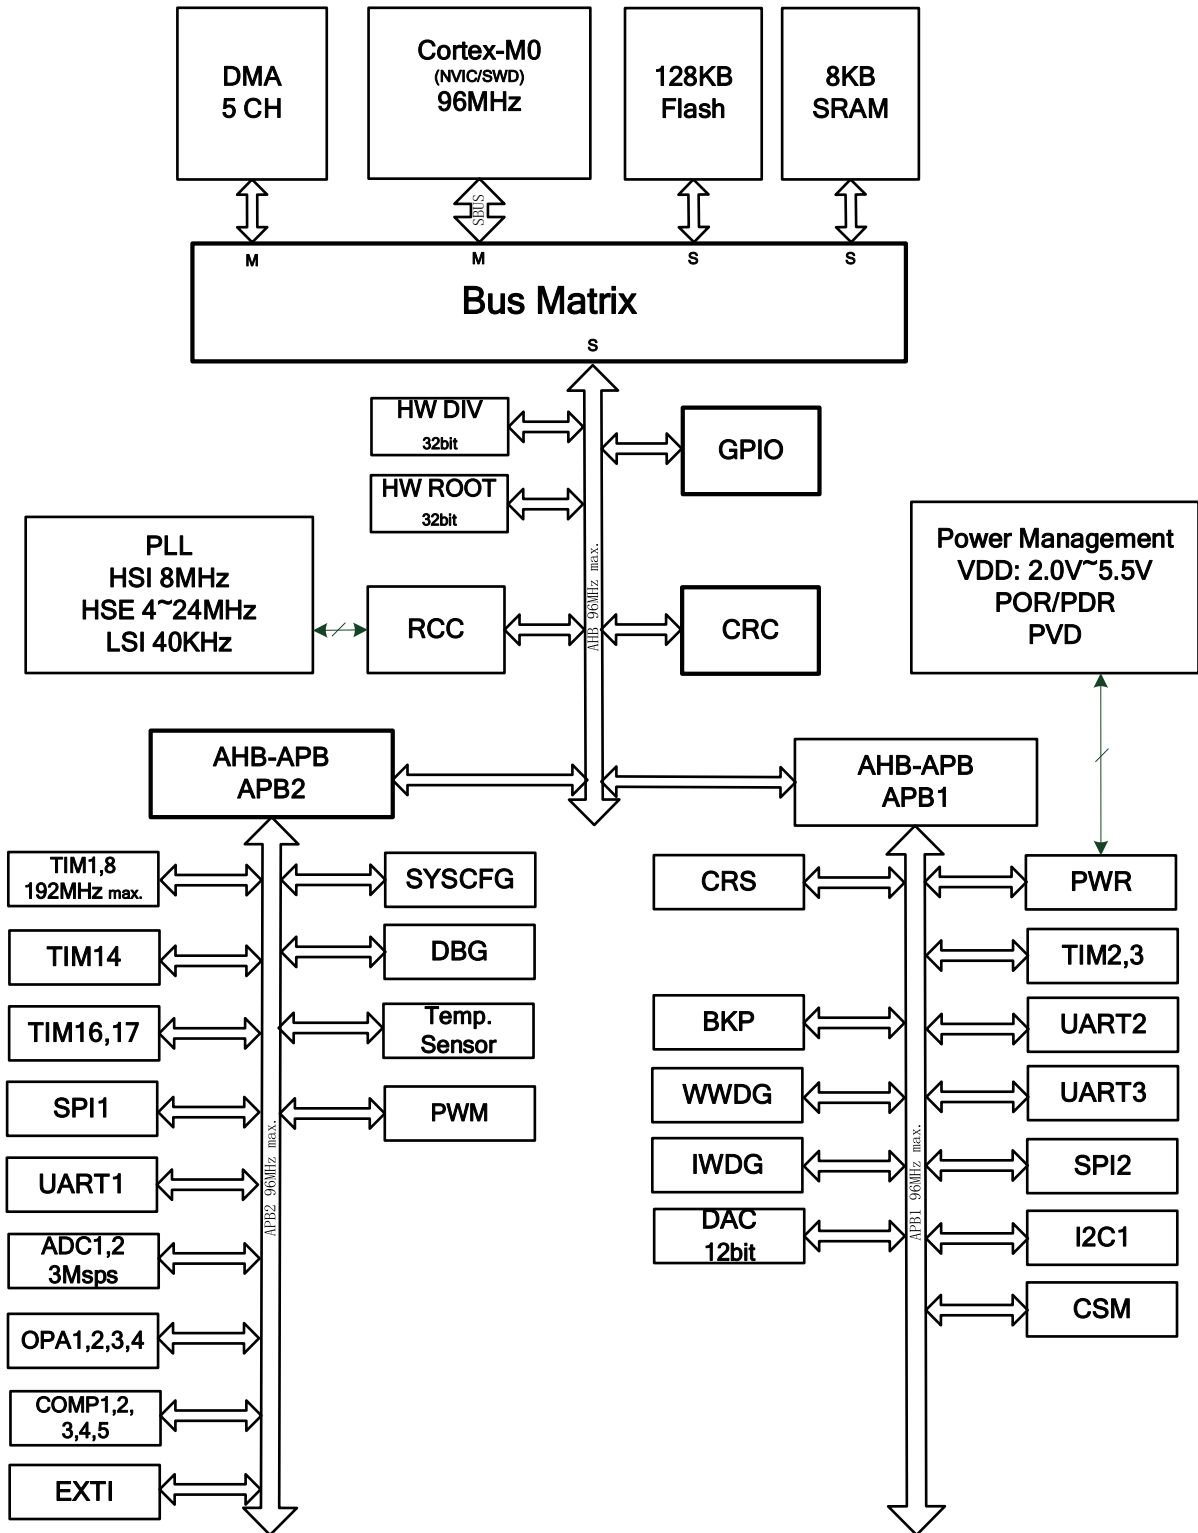 DMA
5 CH
Cortex-M0
(NVIC/SWD)
96MHz
128KB
Flash
8KB
SRAM
SBUS
M
M
S
S
Bus Matrix
S
HW DIV
32bit
GPIO
HW ROOT
32bit
PLL
HSI 8MHz
HSE 4~24MHz
LSI 40KHz
RCC
AHB 96MHz max.
CRC
Power Management
VDD: 2.0V~5.5V
POR/PDR
PVD
AHB-APB
APB2
AHB-APB
APB1
TIM1,8
192MHz max.
SYSCFG
TIM14
DBG
TIM16,17
Temp.
Sensor
SPI1
PWM
UART1
APB2 96MHz max.
ADC1,2
3Msps
OPA1,2,3,4
COMP1,2,
3,4,5
EXTI
CRS
PWR
TIM2,3
BKP
UART2
WWDG
UART3
IWDG
SPI2
APB1 96MHz max.
DAC
12bit
I2C1
CSM